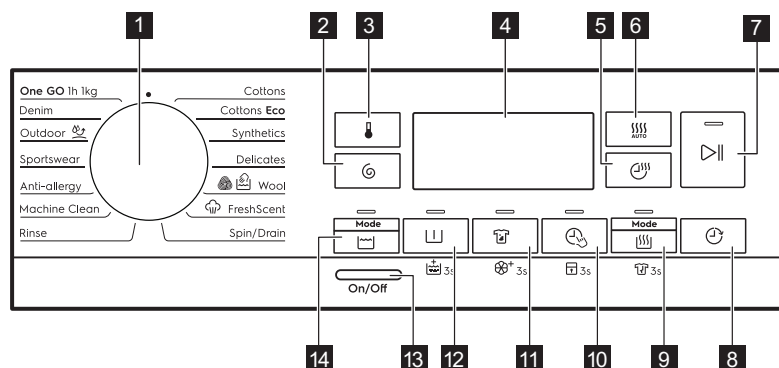 1
2
3
4
5
6
7
One GO 1h 1kg
Denim
Outdoor
Sportswear
Anti-allergy
Machine Clean
Rinse
Cottons
Cottons Eco
Synthetics
Delicates
Wool
FreshScent
Spin/Drain
AUTO
Mode
Mode
3s
3s
3s
3s
On/Off
14
13
12
11
10
9
8